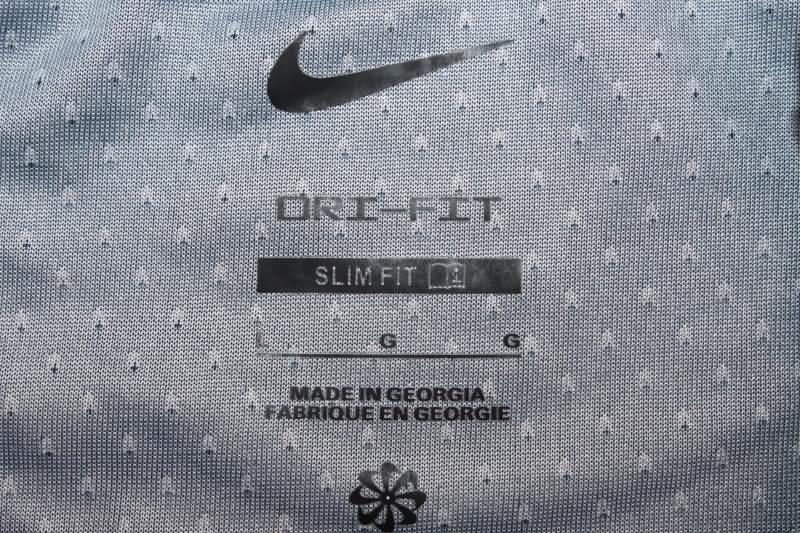 DRI-FIT
SLIM FIT
L G G
MADE IN GEORGIA
FABRIQUE EN GEORGIE